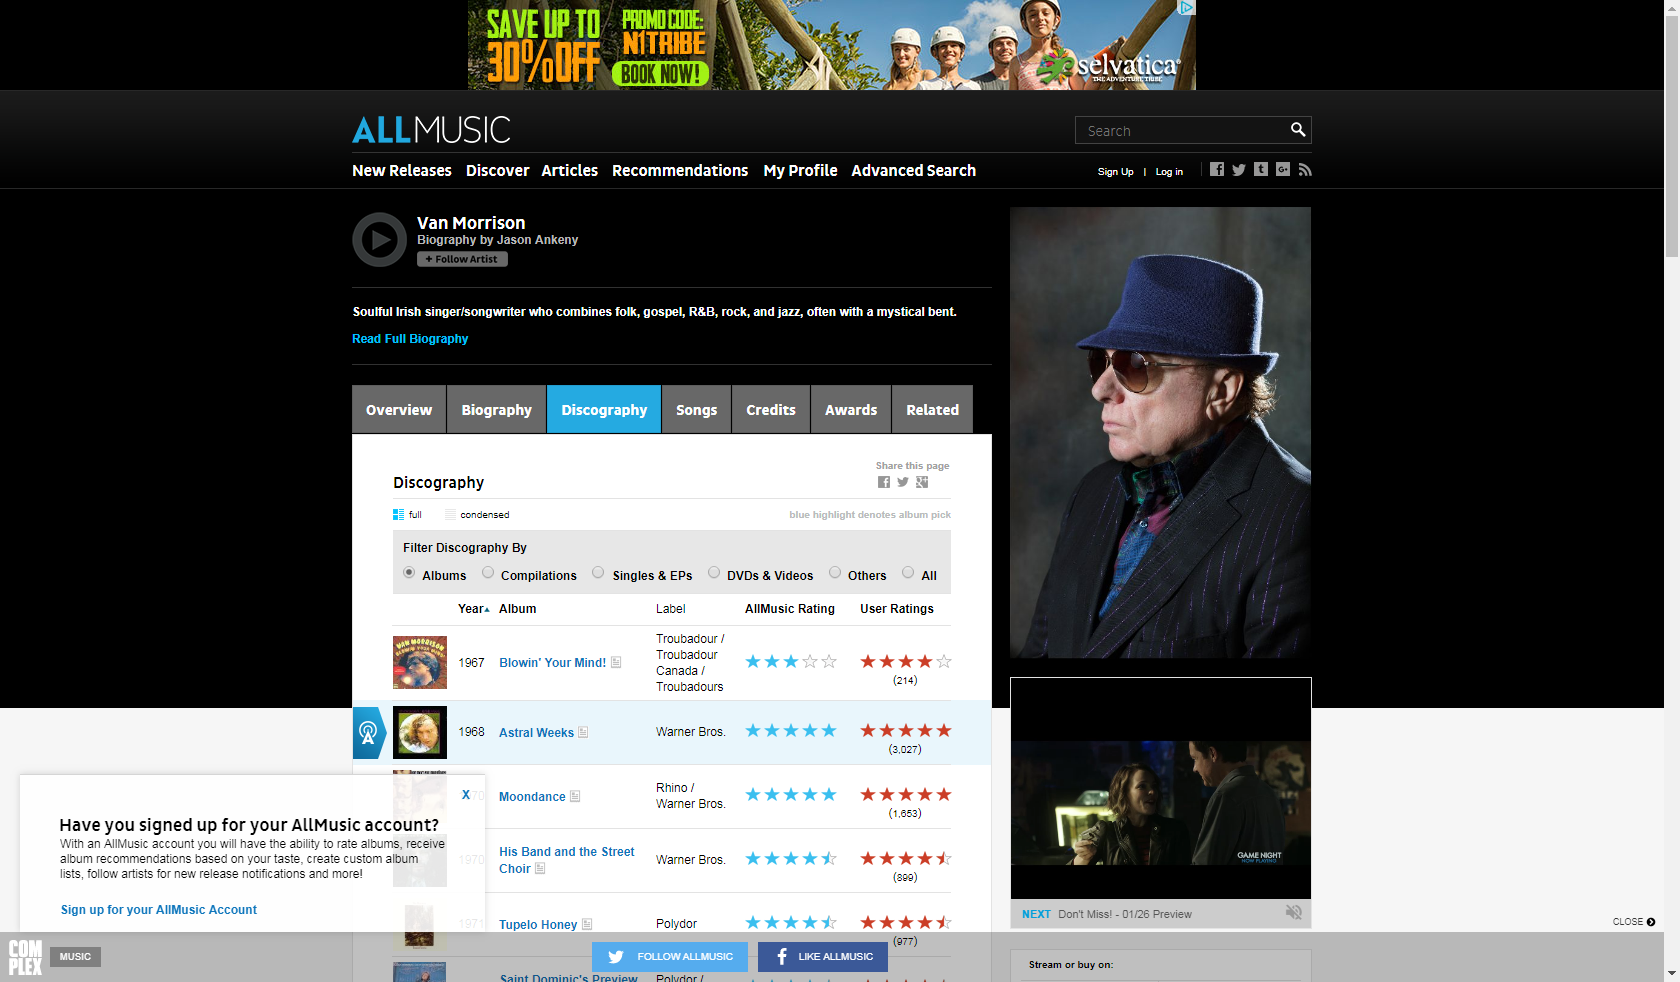 SAVE UP TO
30% OFF
PROMO CODE:
N1TRIBE
BOOK NOW!
selvatica
THE ADVENTURE TRIBE
ALLMUSIC
Search
New Releases Discover Articles Recommendations My Profile Advanced Search
Sign Up | Log in
Van Morrison
Biography by Jason Ankeny
+ Follow Artist
Soulful Irish singer/songwriter who combines folk, gospel, R&B, rock, and jazz, often with a mystical bent.
Read Full Biography
Overview Biography Discography Songs Credits Awards Related
Share this page
Discography
full condensed blue highlight denotes album pick
Filter Discography By
Albums Compilations Singles & EPs DVDs & Videos Others All
Year Album Label AllMusic Rating User Ratings
VAN MORRISON
BLOWIN' YOUR MIND!
1967 Blowin' Your Mind!
Troubadour /
Troubadour
Canada /
Troubadours
(214)
1968 Astral Weeks Warner Bros.
(3,027)
1970 Moondance
Rhino /
Warner Bros.
(1,653)
1970 His Band and the Street
Choir
Warner Bros.
(899)
1971 Tupelo Honey Polydor
(977)
Saint Dominic's Preview Polydor /
X
Have you signed up for your AllMusic account?
With an AllMusic account you will have the ability to rate albums, receive
album recommendations based on your taste, create custom album
lists, follow artists for new release notifications and more!
Sign up for your AllMusic Account
GAME NIGHT
NOW PLAYING
NEXT Don't Miss! - 01/26 Preview
CLOSE
COMPLEX
MUSIC
FOLLOW ALLMUSIC
LIKE ALLMUSIC
Stream or buy on: